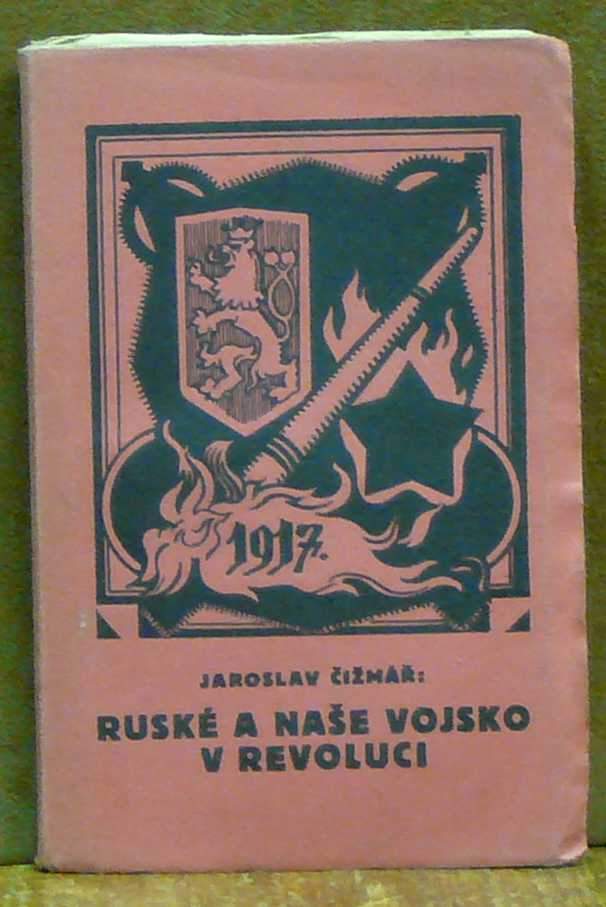 1917.
JAROSLAV ČIŽMÁŘ:
RUSKÉ A NAŠE VOJSKO
V REVOLUCI